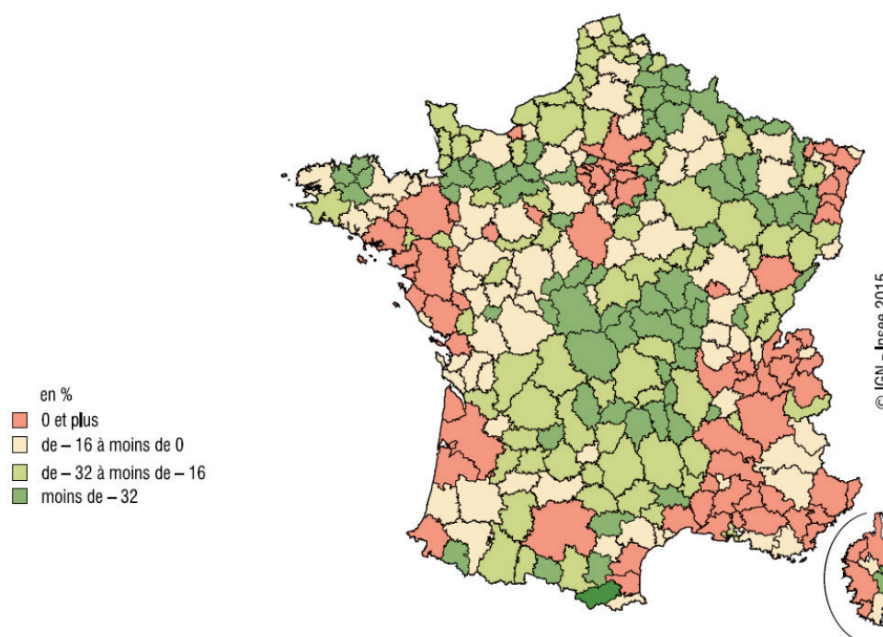 en %
0 et plus
de – 16 à moins de 0
de – 32 à moins de – 16
moins de – 32
© IGN - Insee 2015